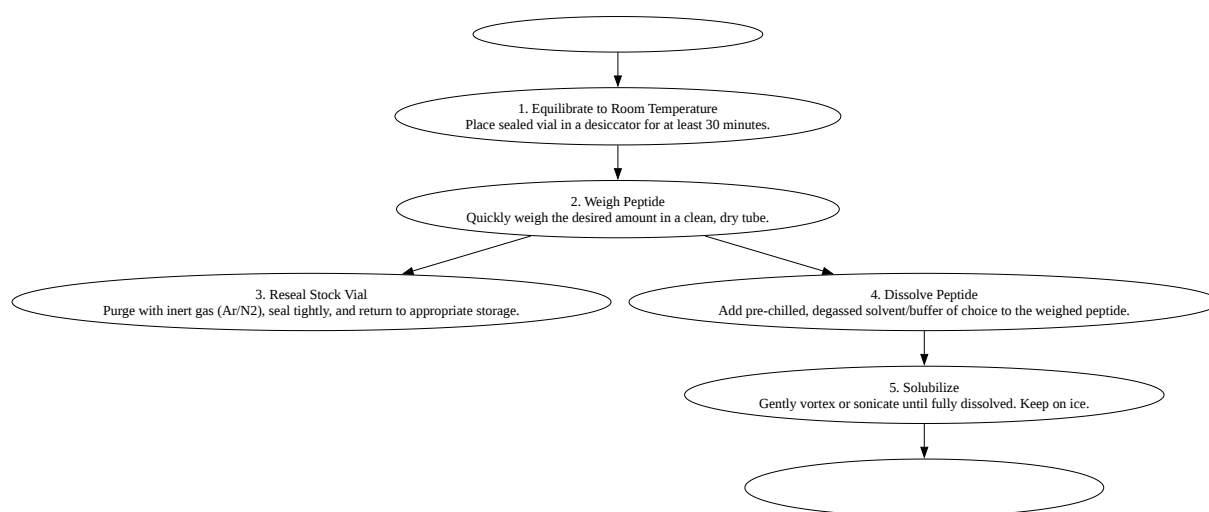 1. Equilibrate to Room Temperature
Place sealed vial in a desiccator for at least 30 minutes.
2. Weigh Peptide
Quickly weigh the desired amount in a clean, dry tube.
3. Reseal Stock Vial
Purge with inert gas (Ar/N2), seal tightly, and return to appropriate storage.
4. Dissolve Peptide
Add pre-chilled, degassed solvent/buffer of choice to the weighed peptide.
5. Solubilize
Gently vortex or sonicate until fully dissolved. Keep on ice.